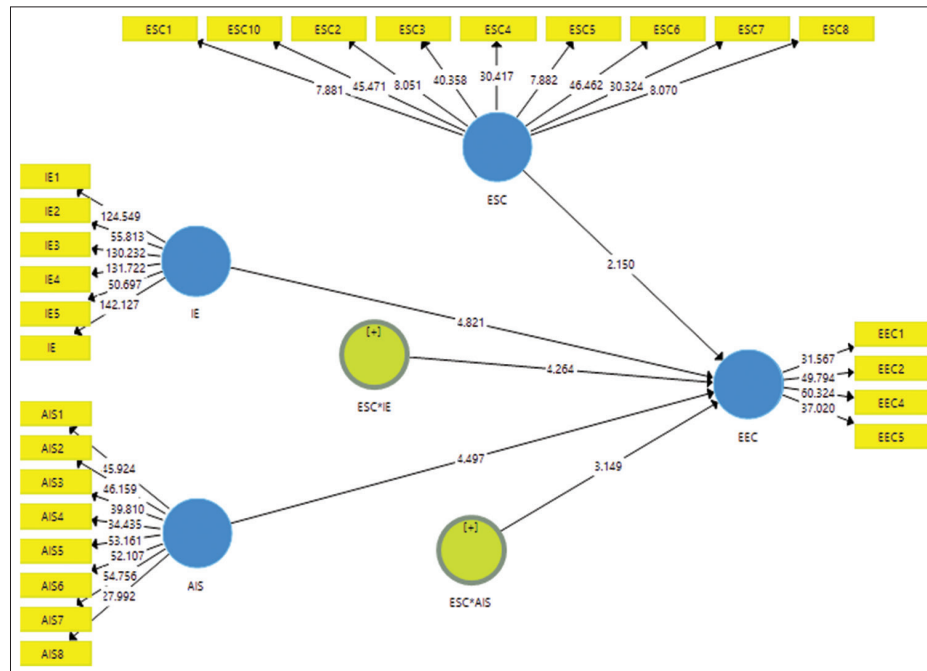 ESC1 ESC10 ESC2 ESC3 ESC4 ESC5 ESC6 ESC7 ESC8
7.881 45.471 8.051 40.358 30.417 7.882 46.462 30.324 8.070
ESC
IE1
IE2
IE3
IE4
IE5
IE
124.549
55.813
130.232
131.722
50.697
142.127
IE
2.150
4.821
[+]
4.264
ESC*IE
EEC1
EEC2
EEC4
EEC5
31.567
49.794
60.324
37.020
EEC
AIS1
AIS2
AIS3
AIS4
AIS5
AIS6
AIS7
AIS8
45.924
46.159
39.810
34.435
53.161
52.107
54.756
27.992
AIS
4.497
3.149
[+]
ESC*AIS